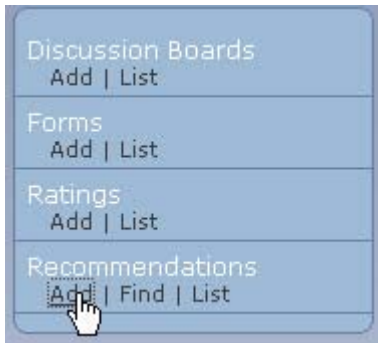 Discussion Boards
Add | List
Forms
Add | List
Ratings
Add | List
Recommendations
Add | Find | List